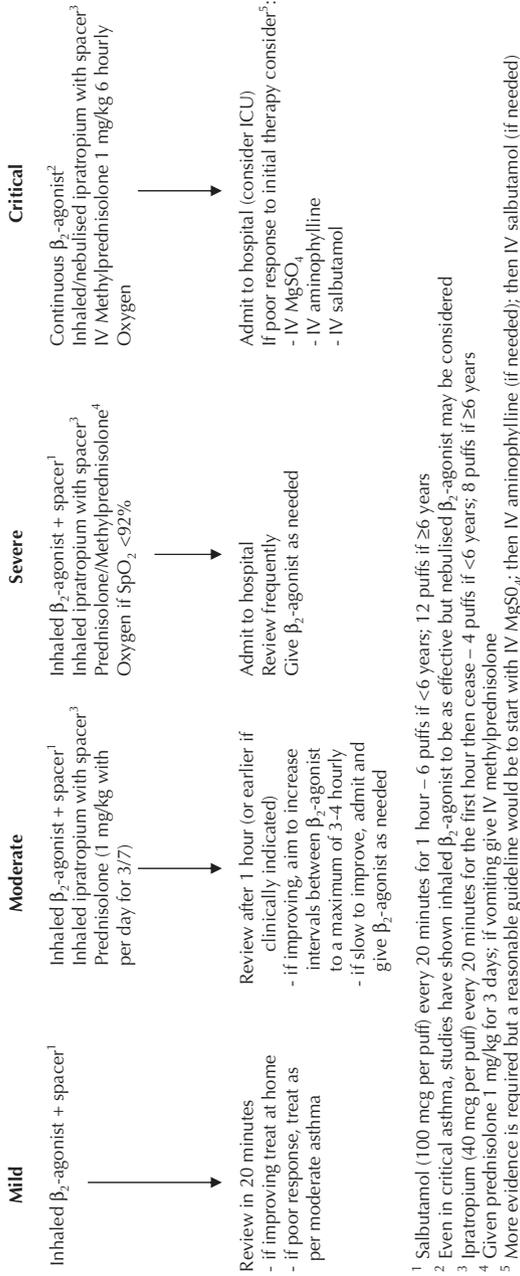 Mild
Inhaled β₂-agonist + spacer¹
Review in 20 minutes
- if improving treat at home
- if poor response, treat as
per moderate asthma
Moderate
Inhaled β₂-agonist + spacer¹
Inhaled ipratropium with spacer³
Prednisolone (1 mg/kg with
per day for 3/7)
Review after 1 hour (or earlier if
clinically indicated)
- if improving, aim to increase
intervals between β₂-agonist
to a maximum of 3-4 hourly
- if slow to improve, admit and
give β₂-agonist as needed
Severe
Inhaled β₂-agonist + spacer¹
Inhaled ipratropium with spacer³
Prednisolone/Methylprednisolone⁴
Oxygen if SpO₂ <92%
Admit to hospital
Review frequently
Give β₂-agonist as needed
Critical
Continuous β₂-agonist²
Inhaled/nebulised ipratropium with spacer³
IV Methylprednisolone 1 mg/kg 6 hourly
Oxygen
Admit to hospital (consider ICU)
If poor response to initial therapy consider⁵:
- IV MgSO₄
- IV aminophylline
- IV salbutamol
¹ Salbutamol (100 mcg per puff) every 20 minutes for 1 hour – 6 puffs if <6 years; 12 puffs if ≥6 years
² Even in critical asthma, studies have shown inhaled β₂-agonist to be as effective but nebulised β₂-agonist may be considered
³ Ipratropium (40 mcg per puff) every 20 minutes for the first hour then cease – 4 puffs if <6 years; 8 puffs if ≥6 years
⁴ Given prednisolone 1 mg/kg for 3 days; if vomiting give IV methylprednisolone
⁵ More evidence is required but a reasonable guideline would be to start with IV MgS0₄; then IV aminophylline (if needed); then IV salbutamol (if needed)